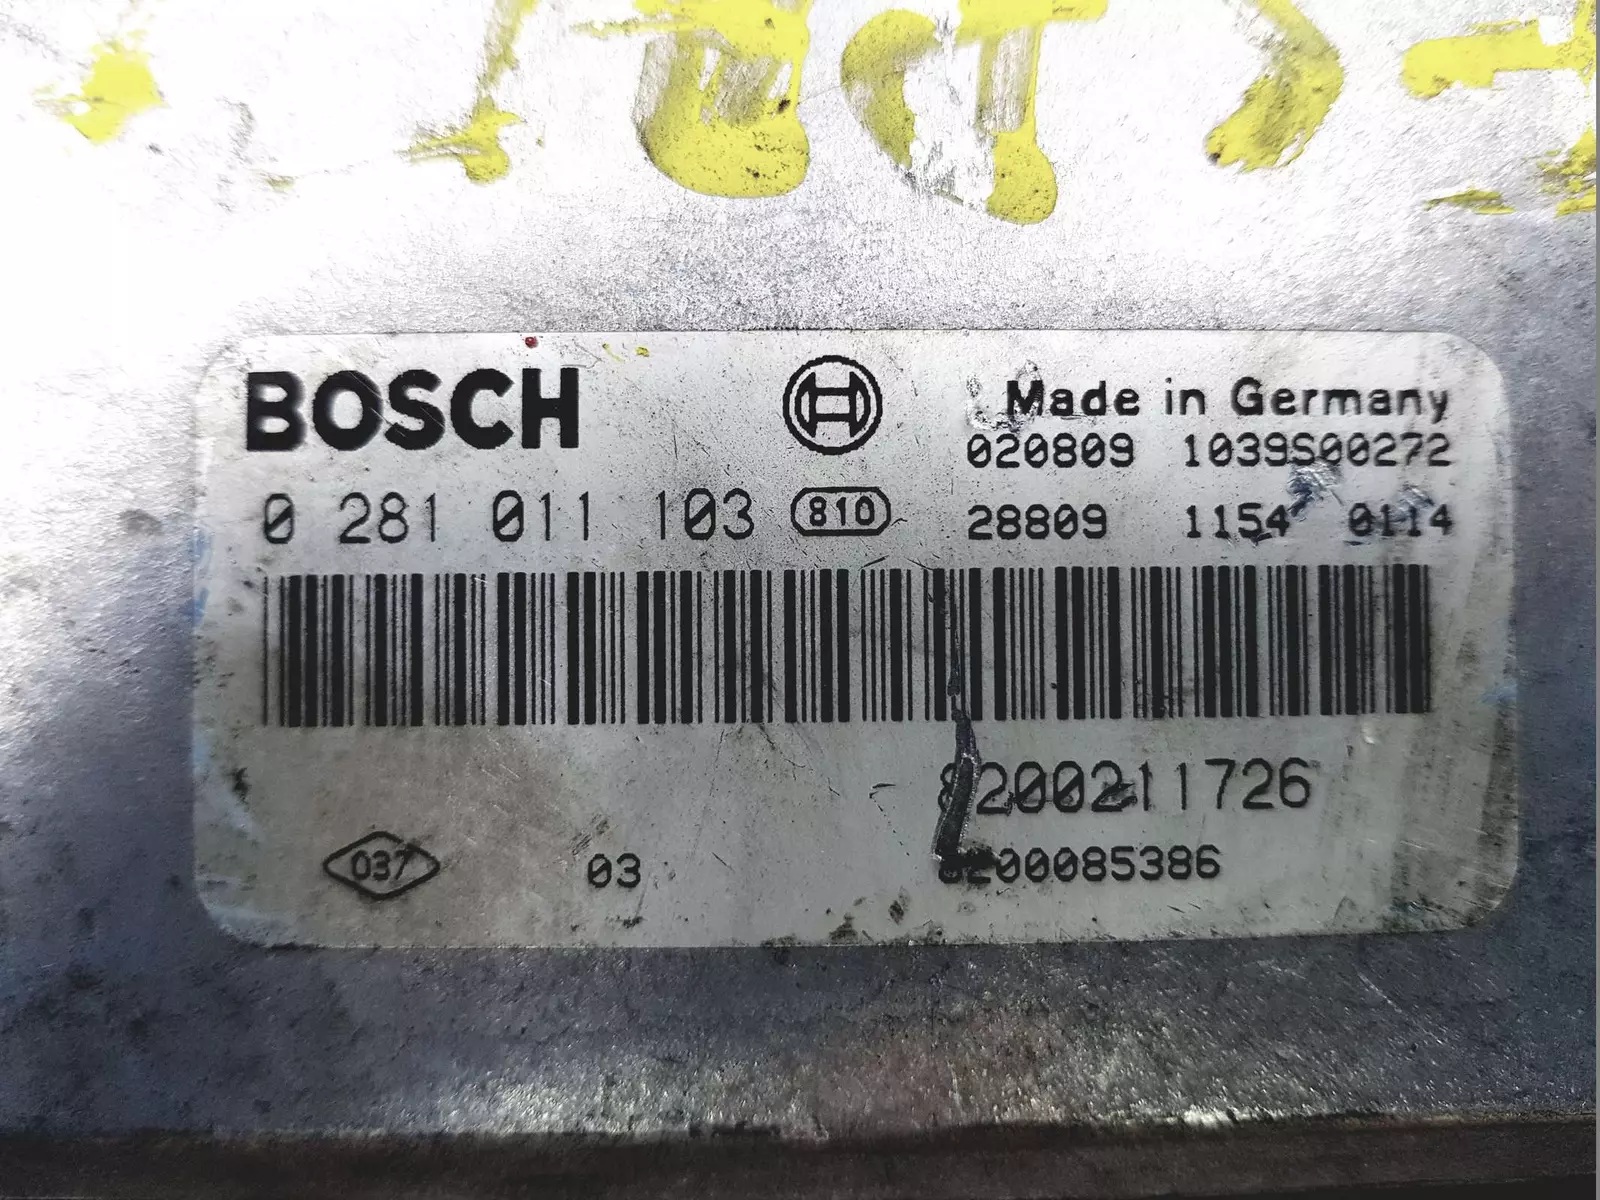 BOSCH
Made in Germany
020809 1039S00272
0 281 011 103 810 28809 1154 0114
8200211726
037 03 8200085386